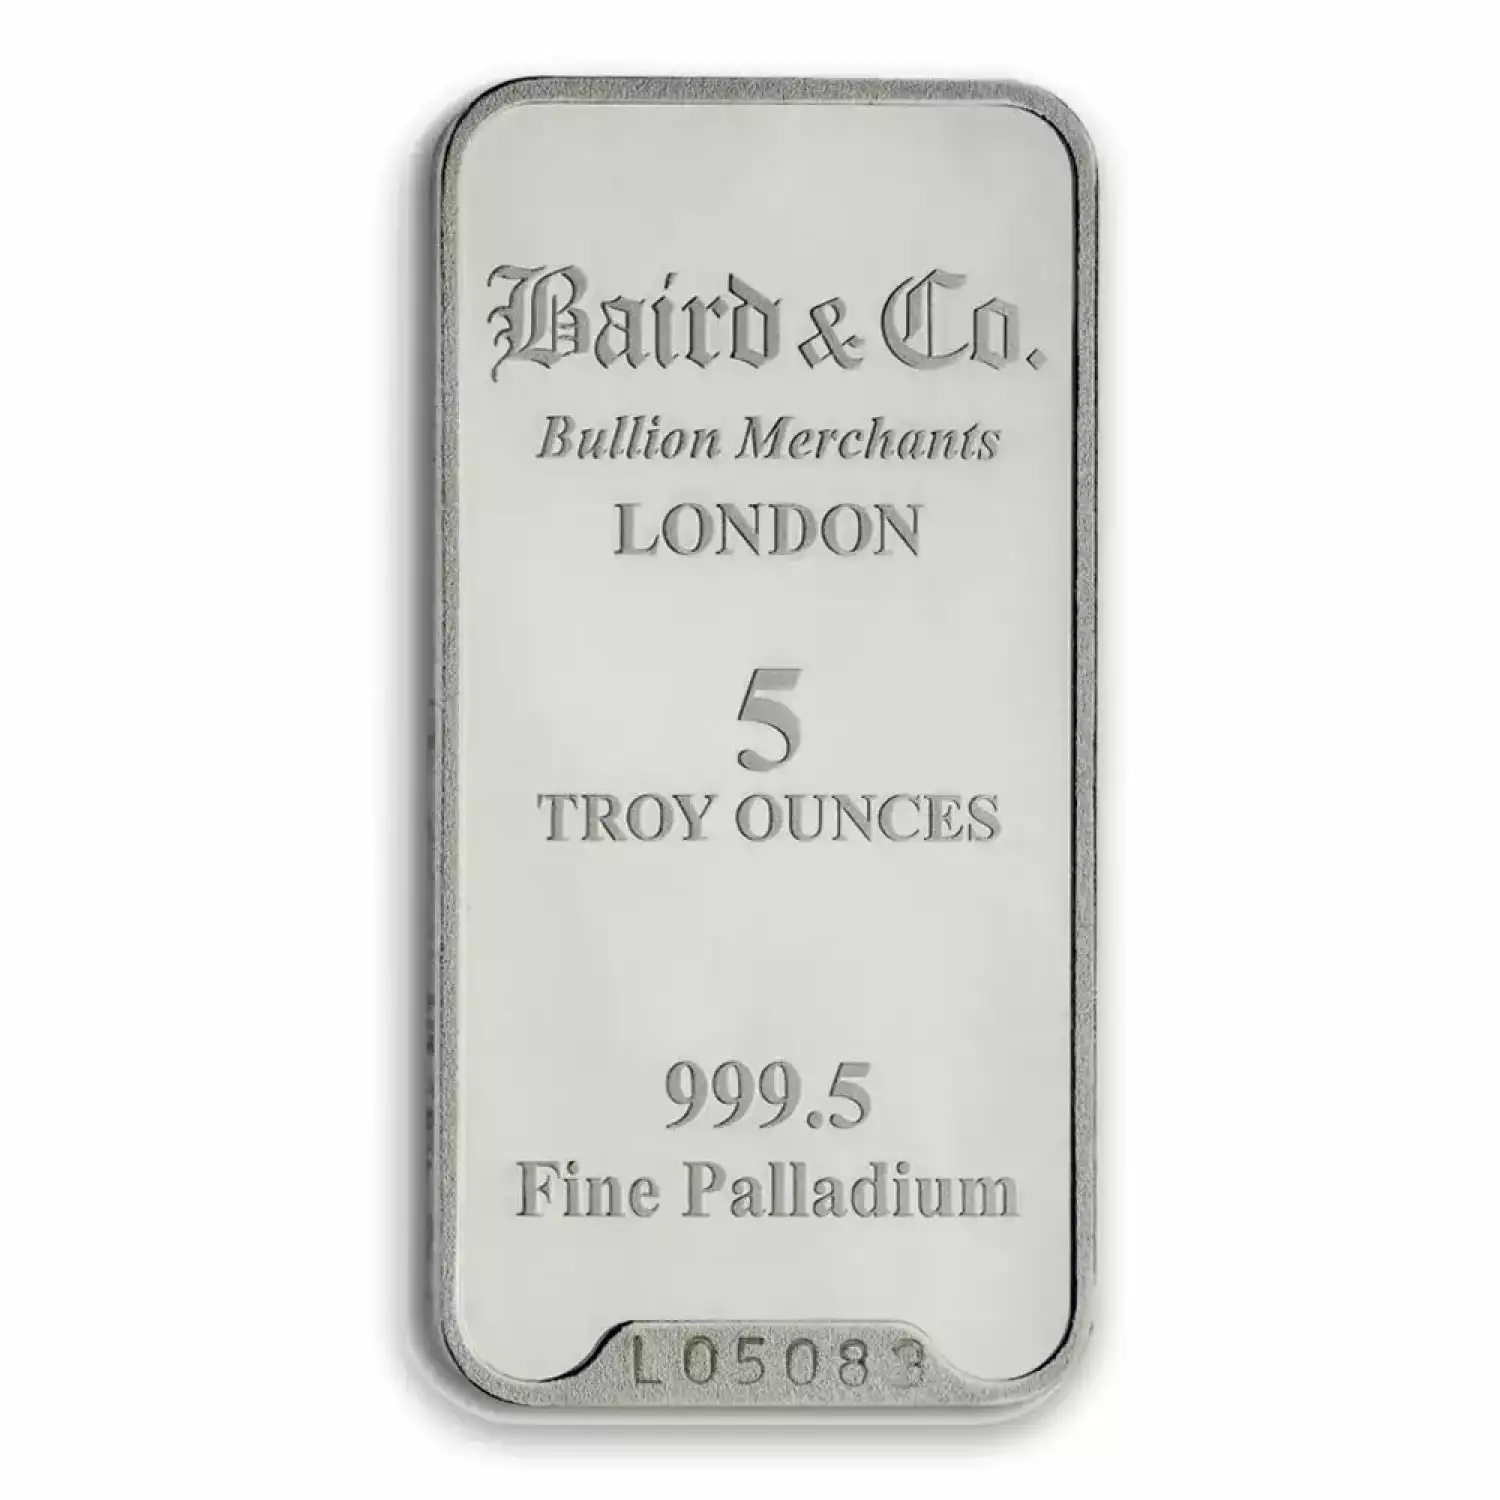 Baird & Co.
Bullion Merchants
LONDON
5
TROY OUNCES
999.5
Fine Palladium
L05083